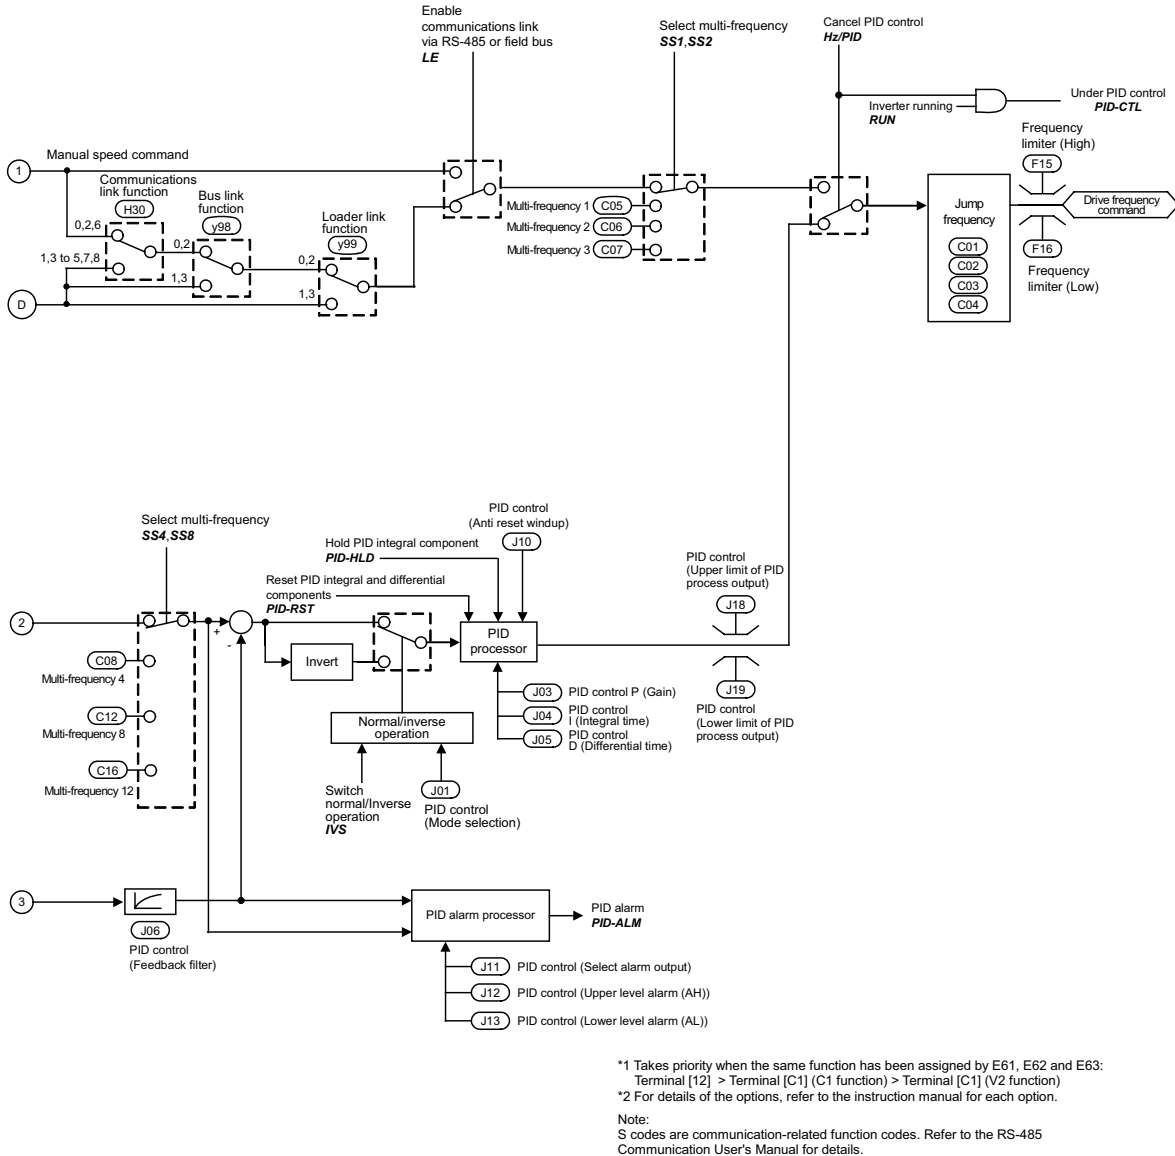 Enable
communications link
via RS-485 or field bus
LE
Select multi-frequency
SS1,SS2
Cancel PID control
Hz/PID
Inverter running
RUN
Under PID control
PID-CTL
Frequency
limiter (High)
F15
1
Manual speed command
Communications
link function
H30
Bus link
function
y98
Loader link
function
y99
0,2,6
1,3 to 5,7,8
0,2
1,3
0,2
1,3
D
Multi-frequency 1
C05
Multi-frequency 2
C06
Multi-frequency 3
C07
Jump
frequency
C01
C02
C03
C04
Drive frequency
command
F16
Frequency
limiter (Low)
Select multi-frequency
SS4,SS8
Hold PID integral component
PID-HLD
PID control
(Anti reset windup)
J10
Reset PID integral and differential
components
PID-RST
PID control
(Upper limit of PID
process output)
J18
2
+
-
Invert
PID
processor
C08
Multi-frequency 4
C12
Multi-frequency 8
C16
Multi-frequency 12
Normal/inverse
operation
J03 PID control P (Gain)
J04 PID control
I (Integral time)
J05 PID control
D (Differential time)
J19
PID control
(Lower limit of PID
process output)
Switch
normal/Inverse
operation
IVS
J01
PID control
(Mode selection)
3
J06
PID control
(Feedback filter)
PID alarm processor
PID alarm
PID-ALM
J11 PID control (Select alarm output)
J12 PID control (Upper level alarm (AH))
J13 PID control (Lower level alarm (AL))
*1 Takes priority when the same function has been assigned by E61, E62 and E63:
Terminal [12] > Terminal [C1] (C1 function) > Terminal [C1] (V2 function)
*2 For details of the options, refer to the instruction manual for each option.
Note:
S codes are communication-related function codes. Refer to the RS-485
Communication User's Manual for details.